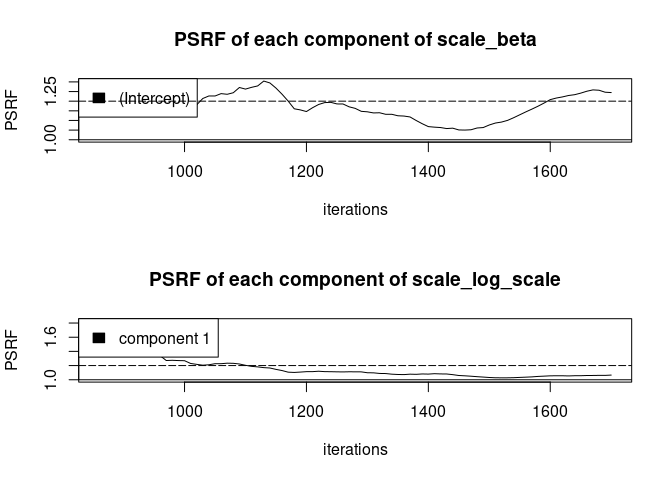 PSRF of each component of scale_beta
PSRF
1.25
1.00
(Intercept)
1000 1200 1400 1600
iterations
PSRF of each component of scale_log_scale
PSRF
1.6
1.0
component 1
1000 1200 1400 1600
iterations